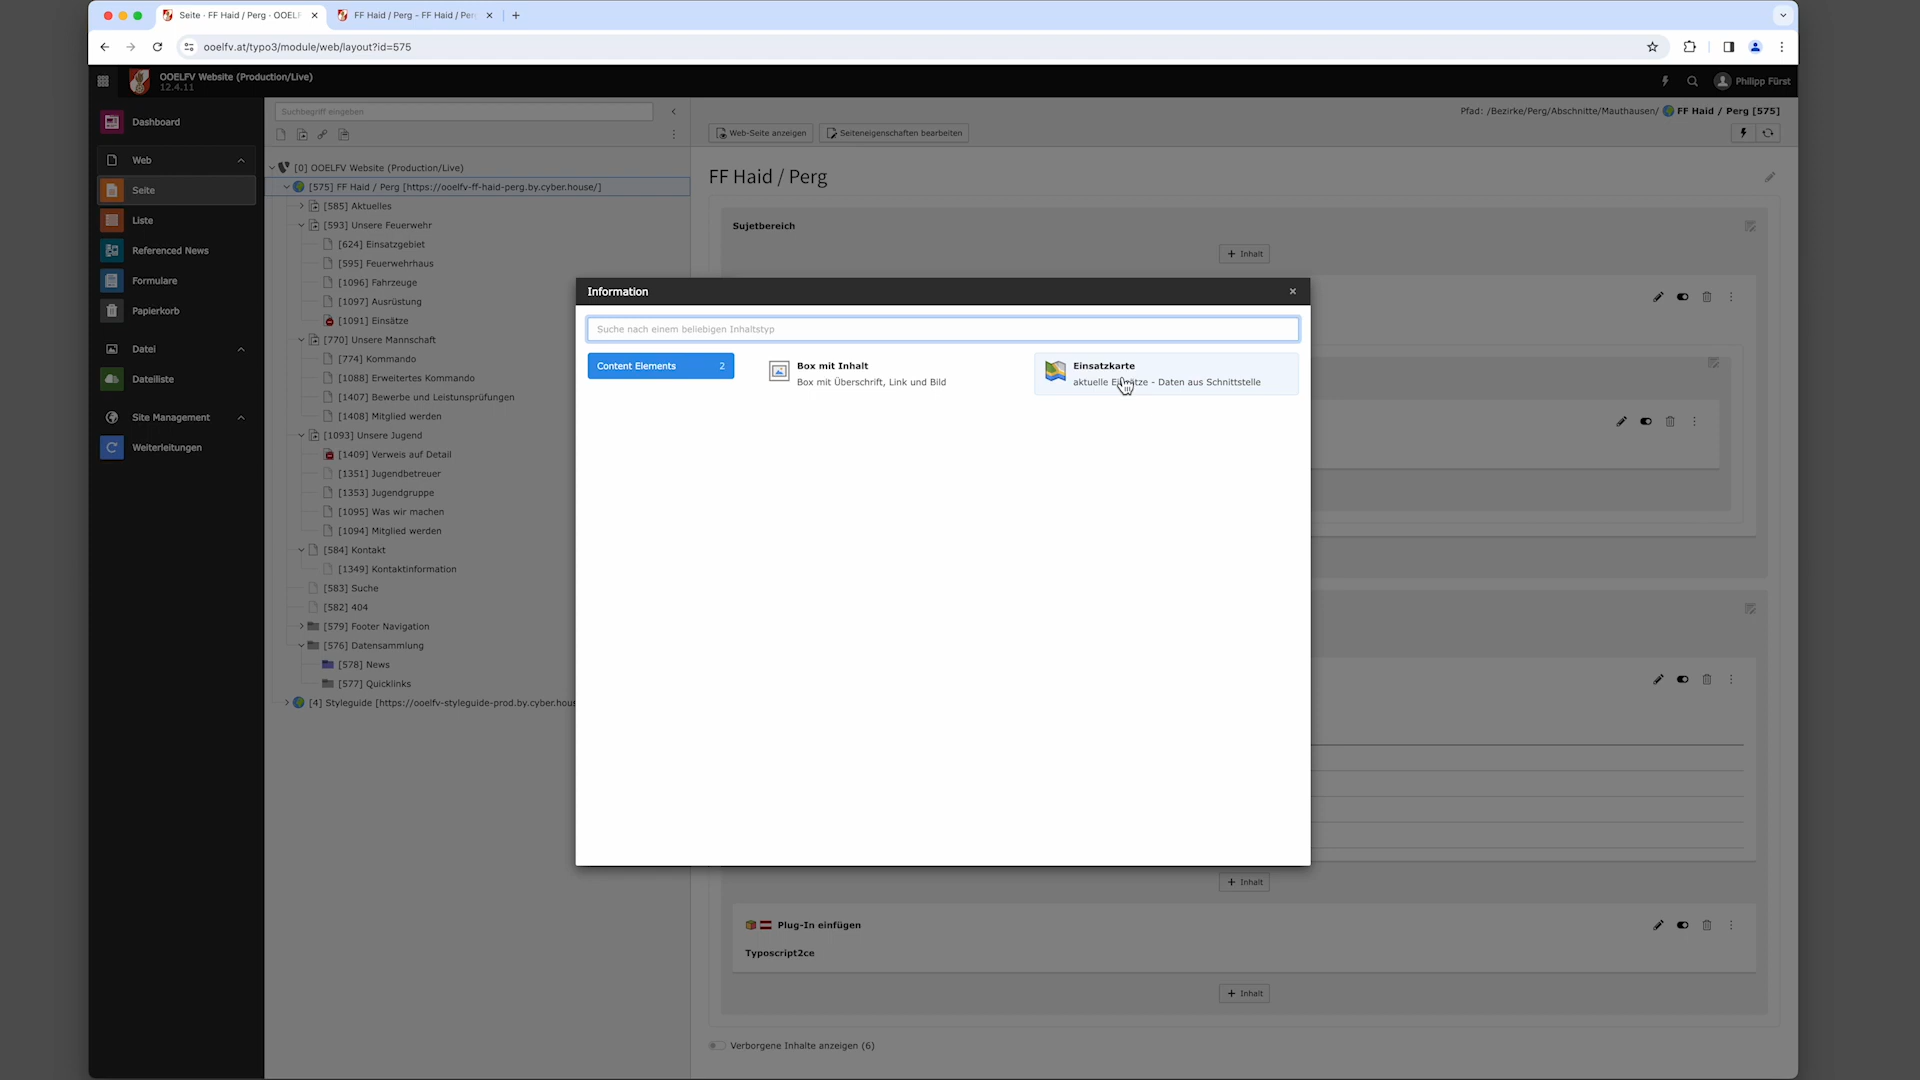 Seite · FF Haid / Perg · OOELF
FF Haid / Perg – FF Haid / Per
ooelfv.at/typo3/module/web/layout?id=575
OOELFV Website (Production/Live)
12.4.11
Philipp Fürst
Dashboard
Web
Seite
Liste
Referenced News
Formulare
Papierkorb
Datei
Dateiliste
Site Management
Weiterleitungen
Suchbegriff eingeben
[0] OOELFV Website (Production/Live)
[575] FF Haid / Perg [https://ooelfv-ff-haid-perg.by.cyber.house/]
[585] Aktuelles
[593] Unsere Feuerwehr
[624] Einsatzgebiet
[595] Feuerwehrhaus
[1096] Fahrzeuge
[1097] Ausrüstung
[1091] Einsätze
[770] Unsere Mannschaft
[774] Kommando
[1088] Erweitertes Kommando
[1407] Bewerbe und Leistunsprüfungen
[1408] Mitglied werden
[1093] Unsere Jugend
[1409] Verweis auf Detail
[1351] Jugendbetreuer
[1353] Jugendgruppe
[1095] Was wir machen
[1094] Mitglied werden
[584] Kontakt
[1349] Kontaktinformation
[583] Suche
[582] 404
[579] Footer Navigation
[576] Datensammlung
[578] News
[577] Quicklinks
[4] Styleguide [https://ooelfv-styleguide-prod.by.cyber.hous
Pfad: /Bezirke/Perg/Abschnitte/Mauthausen/ FF Haid / Perg [575]
Web-Seite anzeigen
Seiteneigenschaften bearbeiten
FF Haid / Perg
Sujetbereich
+ Inhalt
Information
×
Suche nach einem beliebigen Inhaltstyp
Content Elements 2
Box mit Inhalt
Box mit Überschrift, Link und Bild
Einsatzkarte
aktuelle Einsätze - Daten aus Schnittstelle
+ Inhalt
Plug-In einfügen
Typoscript2ce
+ Inhalt
Verborgene Inhalte anzeigen (6)